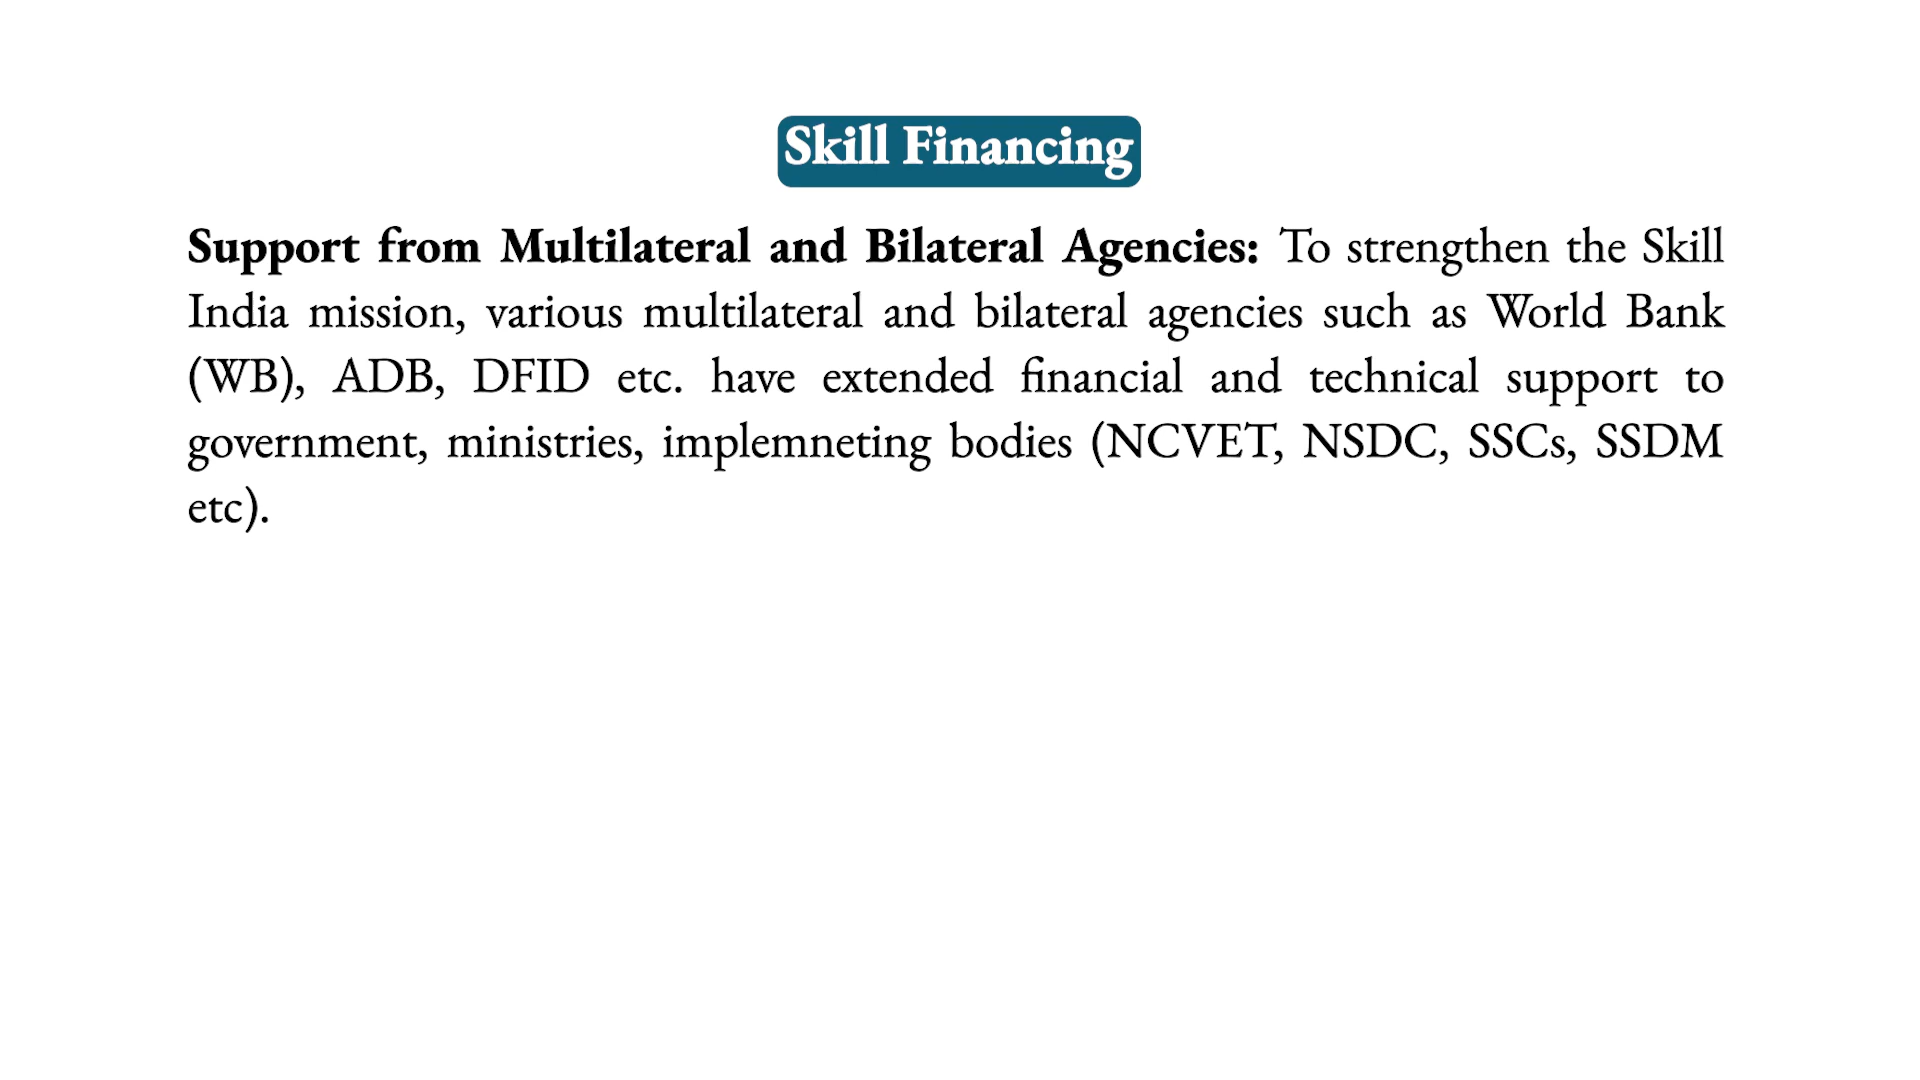 Skill Financing
Support from Multilateral and Bilateral Agencies: To strengthen the Skill
India mission, various multilateral and bilateral agencies such as World Bank
(WB), ADB, DFID etc. have extended financial and technical support to
government, ministries, implemneting bodies (NCVET, NSDC, SSCs, SSDM
etc).